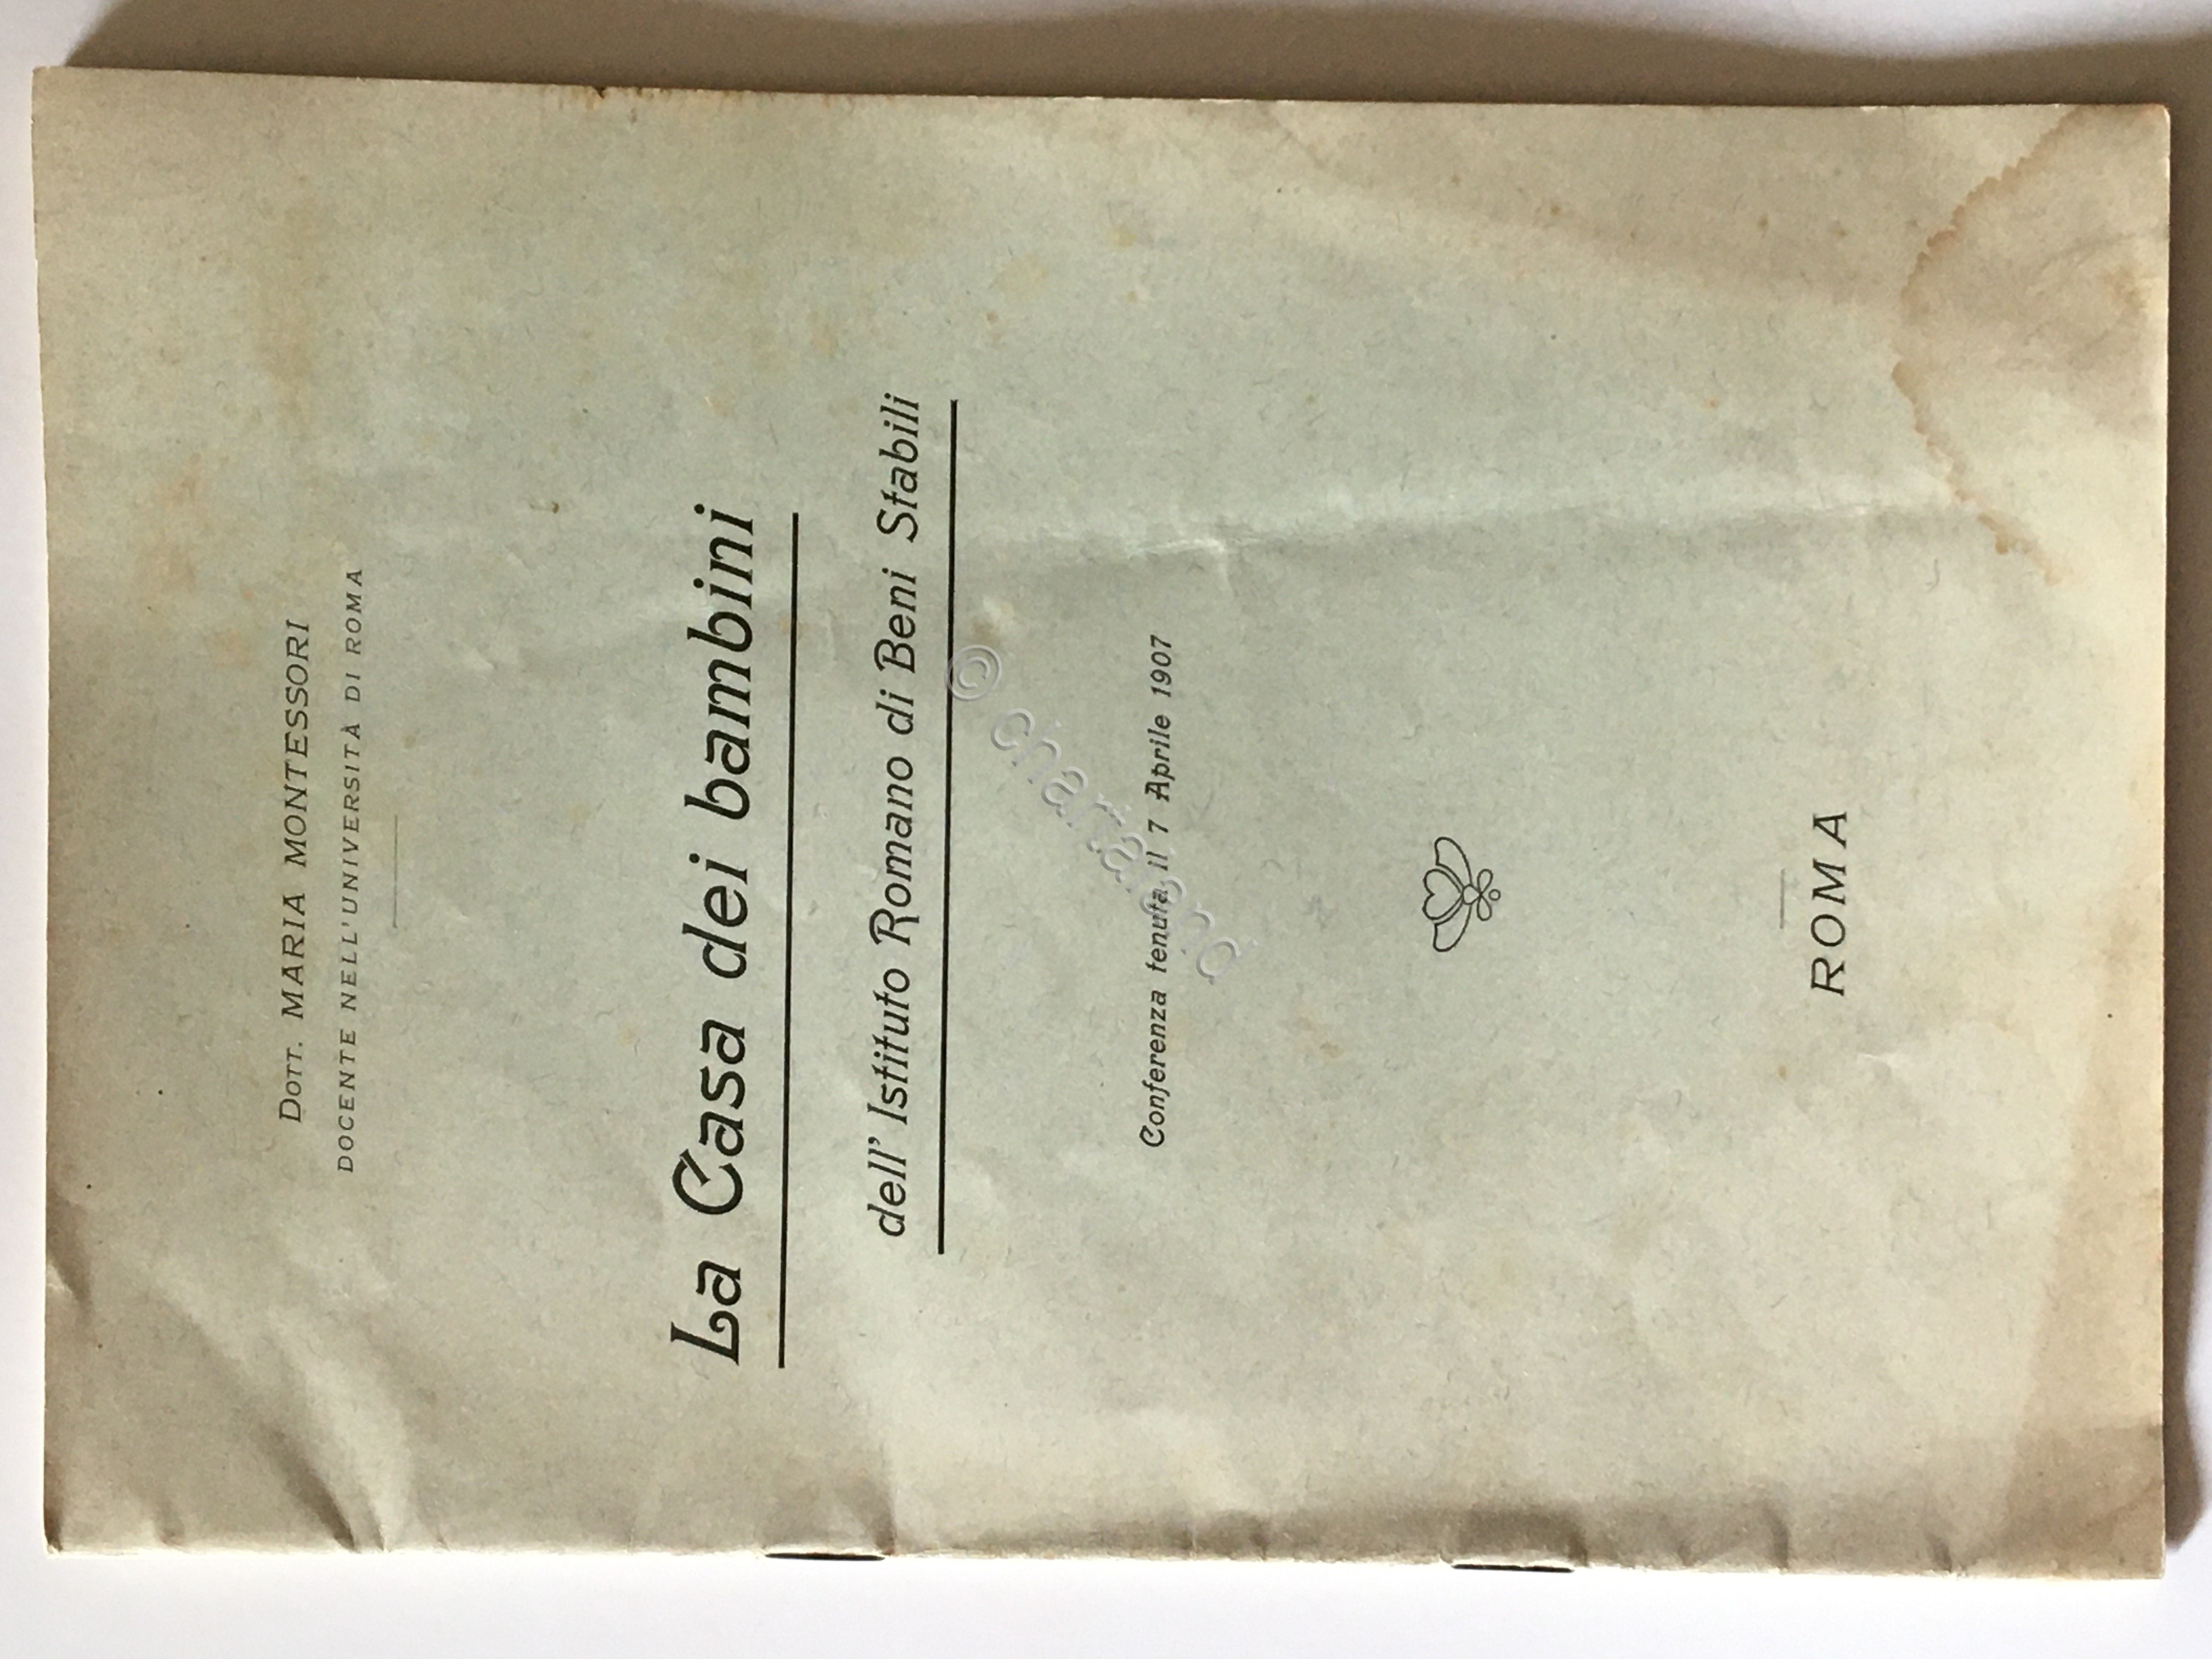 Dott. MARIA MONTESSORI
DOCENTE NELL'UNIVERSITÀ DI ROMA
La Casa dei bambini
dell' Istituto Romano di Beni Stabili
Conferenza tenuta il 7 Aprile 1907
ROMA
© chartaland